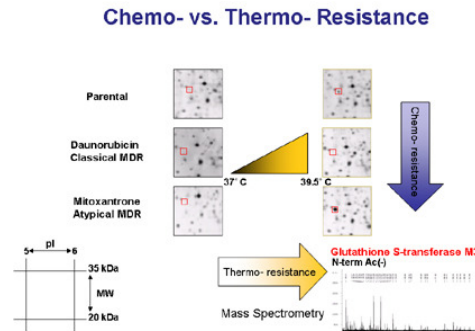 Chemo- vs. Thermo- Resistance
Parental
Daunorubicin
Classical MDR
37° C
39.5° C
Mitoxantrone
Atypical MDR
Chemo- resistance
pI
5
6
35 kDa
MW
20 kDa
Thermo- resistance
Mass Spectrometry
Glutathione S-transferase M3
N-term Ac(-)